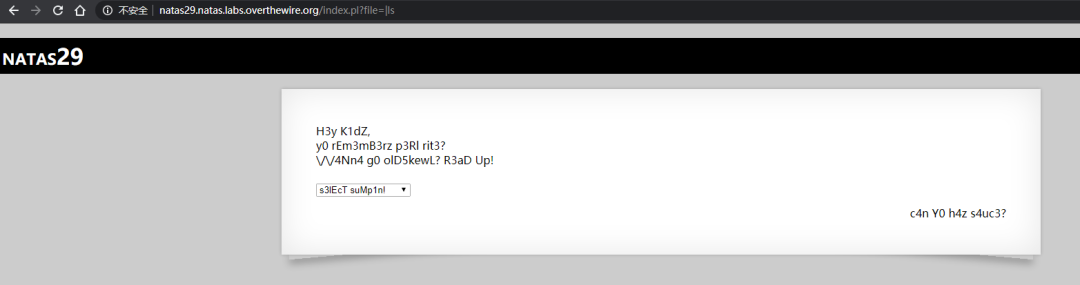 不安全 natas29.natas.labs.overthewire.org/index.pl?file=|ls
NATAS29
H3y K1dZ,
y0 rEm3mB3rz p3Rl rit3?
\/\/4Nn4 g0 olD5kewL? R3aD Up!
s3lEcT suMp1n!
c4n Y0 h4z s4uc3?